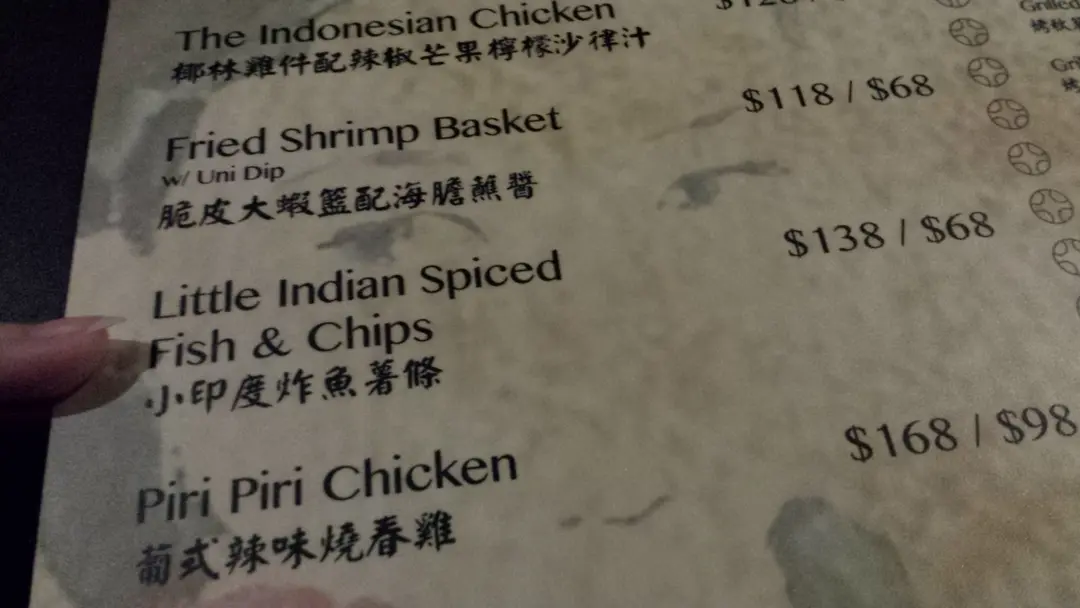 The Indonesian Chicken
椰林雞件配辣椒芒果檸檬沙律汁
Fried Shrimp Basket $118 / $68
w/ Uni Dip
脆皮大蝦籃配海膽蘸醬
Little Indian Spiced $138 / $68
Fish & Chips
小印度炸魚薯條
Piri Piri Chicken $168 / $98
葡式辣味燒春雞
Grilled